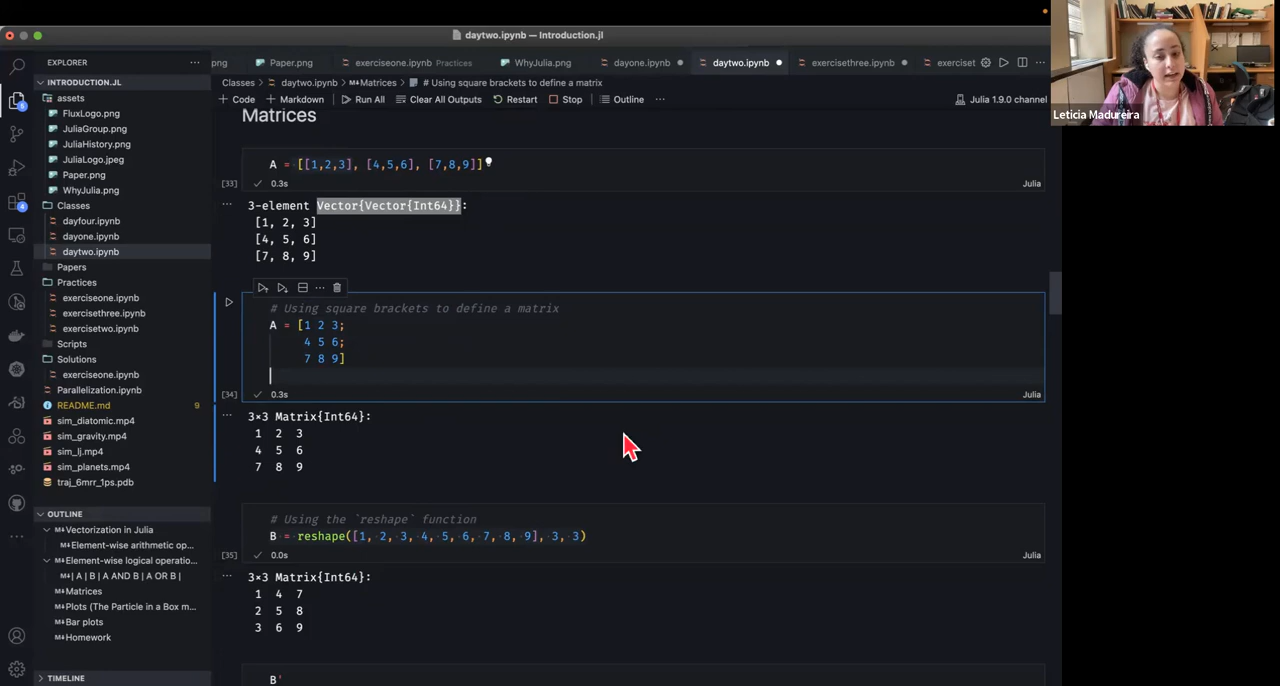 daytwo.ipynb — Introduction.jl
EXPLORER
INTRODUCTION.JL
assets
FluxLogo.png
JuliaGroup.png
JuliaHistory.png
JuliaLogo.jpeg
Paper.png
WhyJulia.png
Classes
dayfour.ipynb
dayone.ipynb
daytwo.ipynb
Papers
Practices
exerciseone.ipynb
exercisethree.ipynb
exercisetwo.ipynb
Scripts
Solutions
exerciseone.ipynb
Parallelization.ipynb
README.md 9
sim_diatomic.mp4
sim_gravity.mp4
sim_lj.mp4
sim_planets.mp4
traj_6mrr_1ps.pdb
OUTLINE
Vectorization in Julia
Element-wise arithmetic op...
Element-wise logical operatio...
| A | B | A AND B | A OR B |
Matrices
Plots (The Particle in a Box m...
Bar plots
Homework
TIMELINE
png Paper.png exerciseone.ipynb Practices WhyJulia.png dayone.ipynb daytwo.ipynb exercisethree.ipynb exerciset
Classes > daytwo.ipynb > Matrices > # Using square brackets to define a matrix
+ Code + Markdown Run All Clear All Outputs Restart Stop Outline ... Julia 1.9.0 channel
Matrices
A = [[1,2,3], [4,5,6], [7,8,9]]
[33] 0.3s Julia
3-element Vector{Vector{Int64}}:
[1, 2, 3]
[4, 5, 6]
[7, 8, 9]
# Using square brackets to define a matrix
A = [1 2 3;
4 5 6;
7 8 9]
[34] 0.3s Julia
3×3 Matrix{Int64}:
1 2 3
4 5 6
7 8 9
# Using the `reshape` function
B = reshape([1, 2, 3, 4, 5, 6, 7, 8, 9], 3, 3)
[35] 0.0s Julia
3×3 Matrix{Int64}:
1 4 7
2 5 8
3 6 9
B'
Leticia Madureira